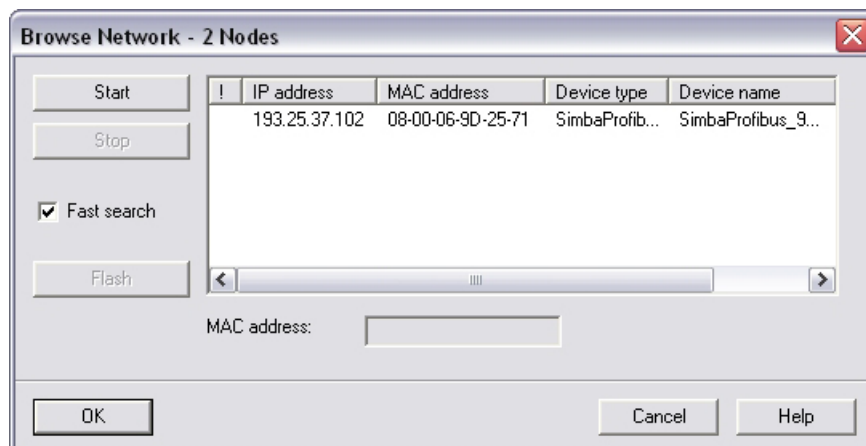 Browse Network - 2 Nodes
Start
Stop
Fast search
Flash
! IP address MAC address Device type Device name
193.25.37.102 08-00-06-9D-25-71 SimbaProfib... SimbaProfibus_9...
MAC address:
OK Cancel Help